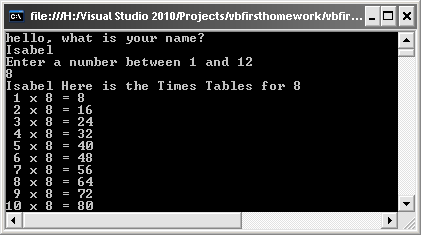 file:///H:/Visual Studio 2010/Projects/vbfirsthomework/vbfir...
hello, what is your name?
Isabel
Enter a number between 1 and 12
8
Isabel Here is the Times Tables for 8
 1 x 8 = 8
 2 x 8 = 16
 3 x 8 = 24
 4 x 8 = 32
 5 x 8 = 40
 6 x 8 = 48
 7 x 8 = 56
 8 x 8 = 64
 9 x 8 = 72
10 x 8 = 80